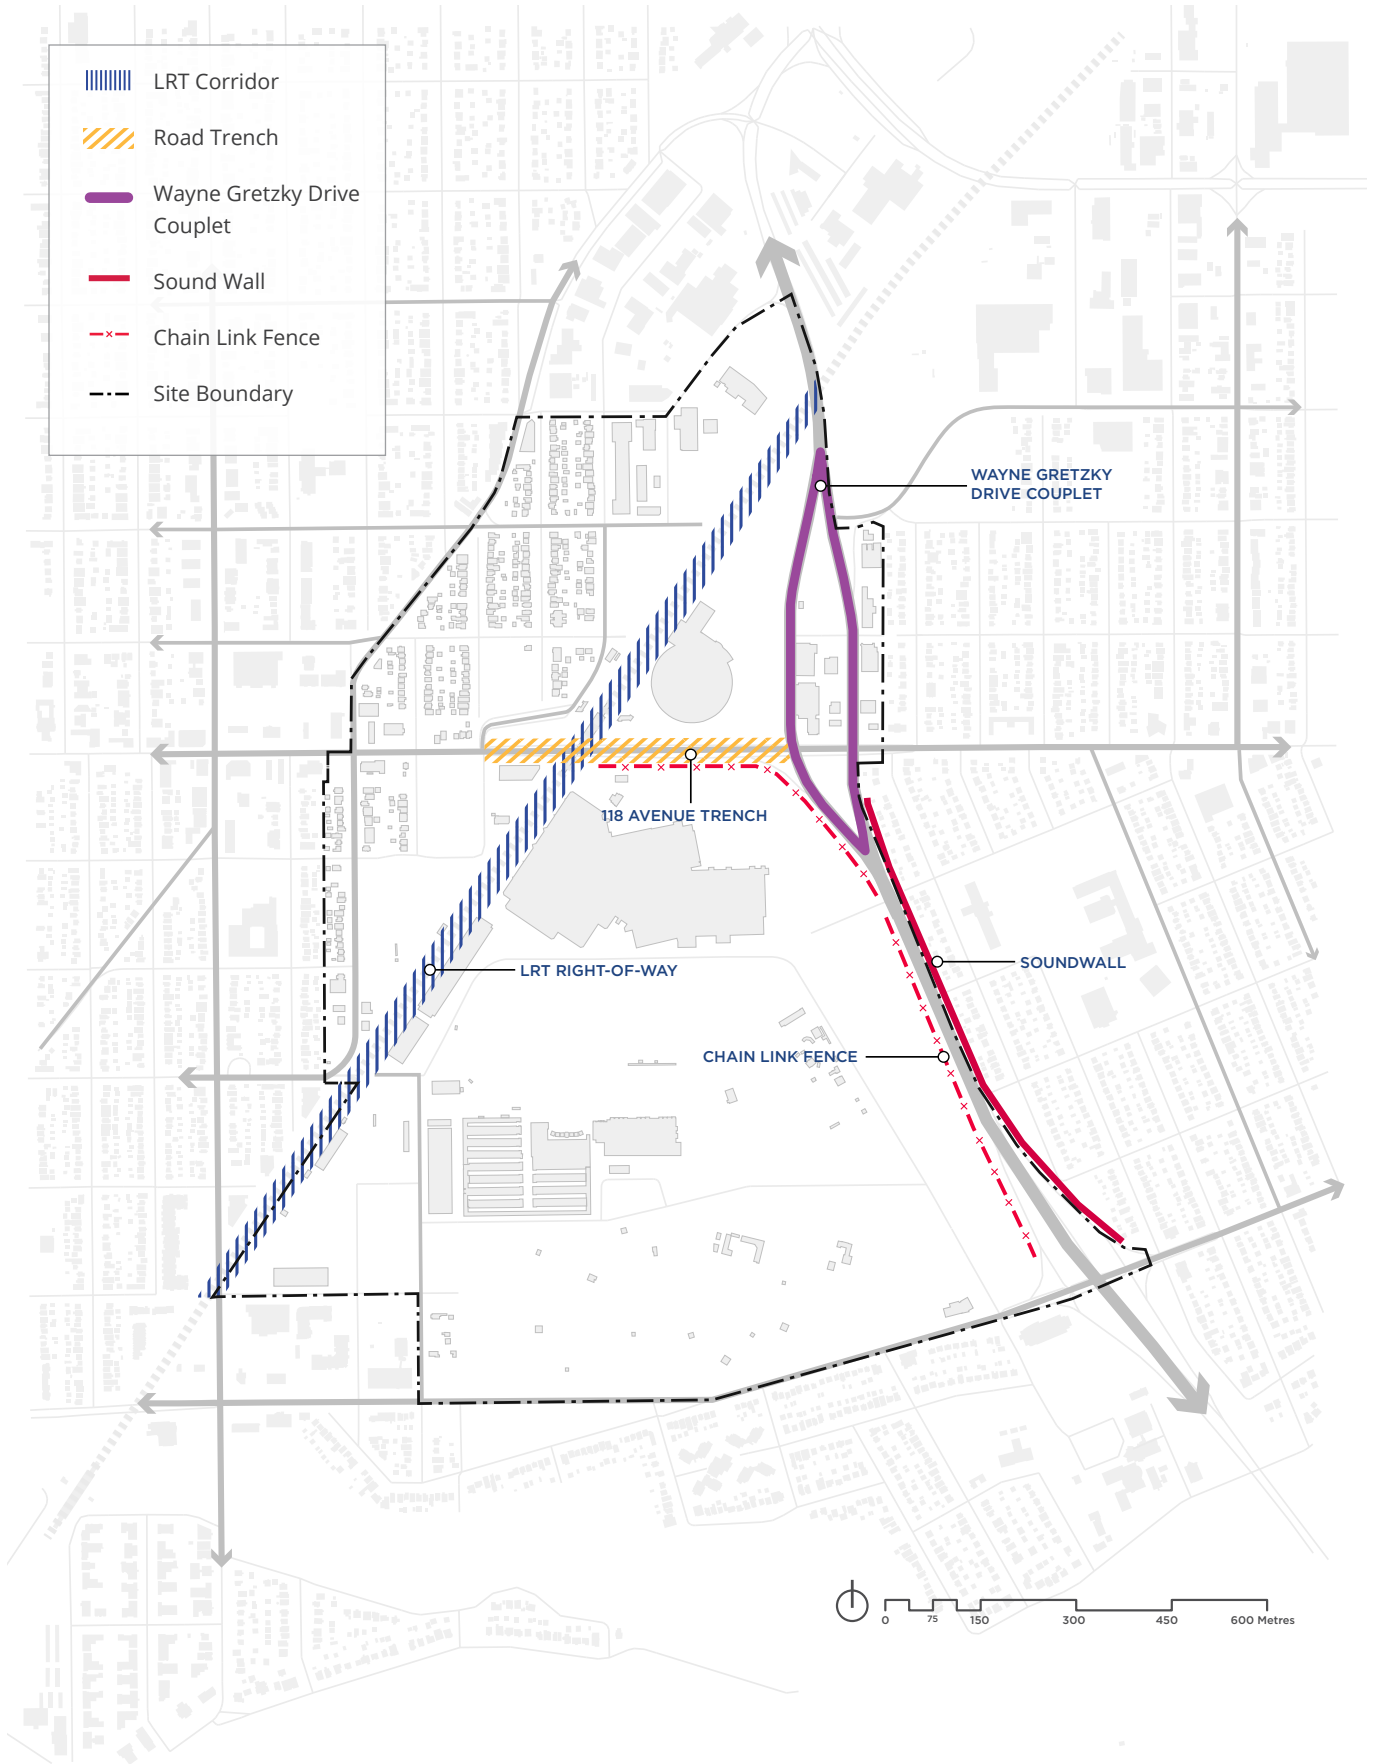 LRT Corridor
Road Trench
Wayne Gretzky Drive
Couplet
Sound Wall
Chain Link Fence
Site Boundary
WAYNE GRETZKY
DRIVE COUPLET
118 AVENUE TRENCH
LRT RIGHT-OF-WAY
SOUNDWALL
CHAIN LINK FENCE
0 75 150 300 450 600 Metres